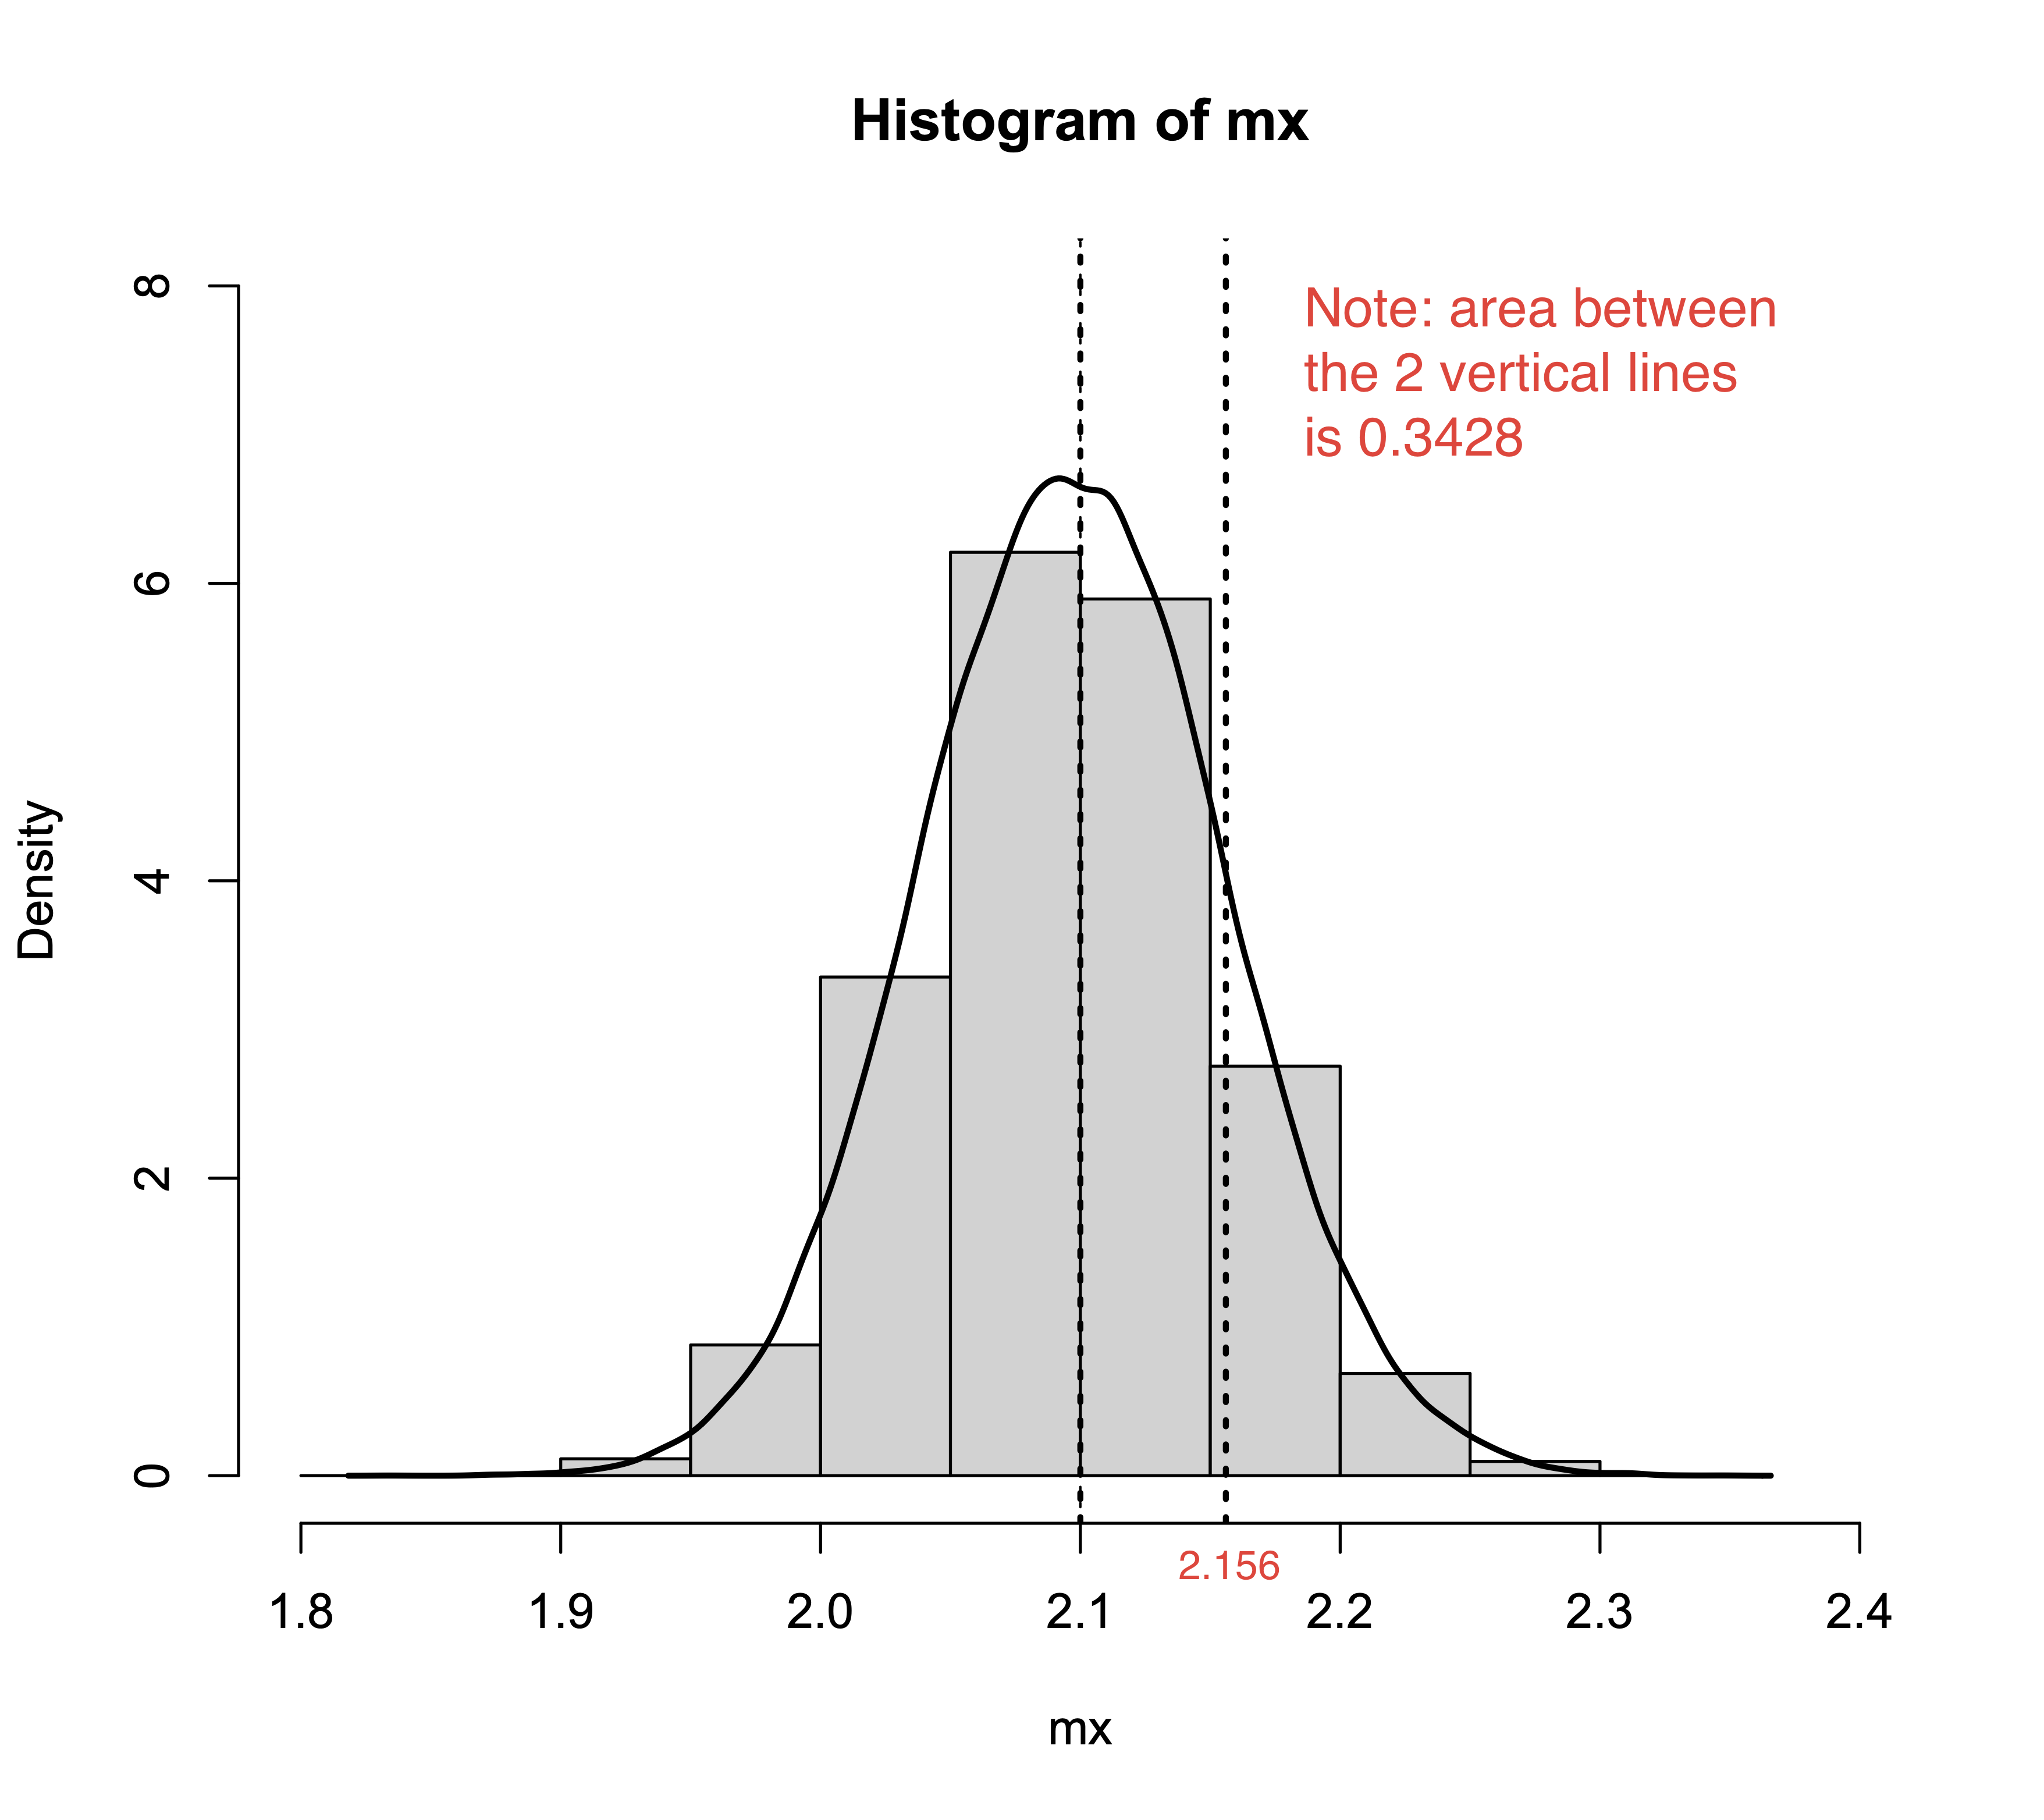 Histogram of mx
Note: area between
the 2 vertical lines
is 0.3428
8
6
4
2
0
Density
2.156
1.8 1.9 2.0 2.1 2.2 2.3 2.4
mx